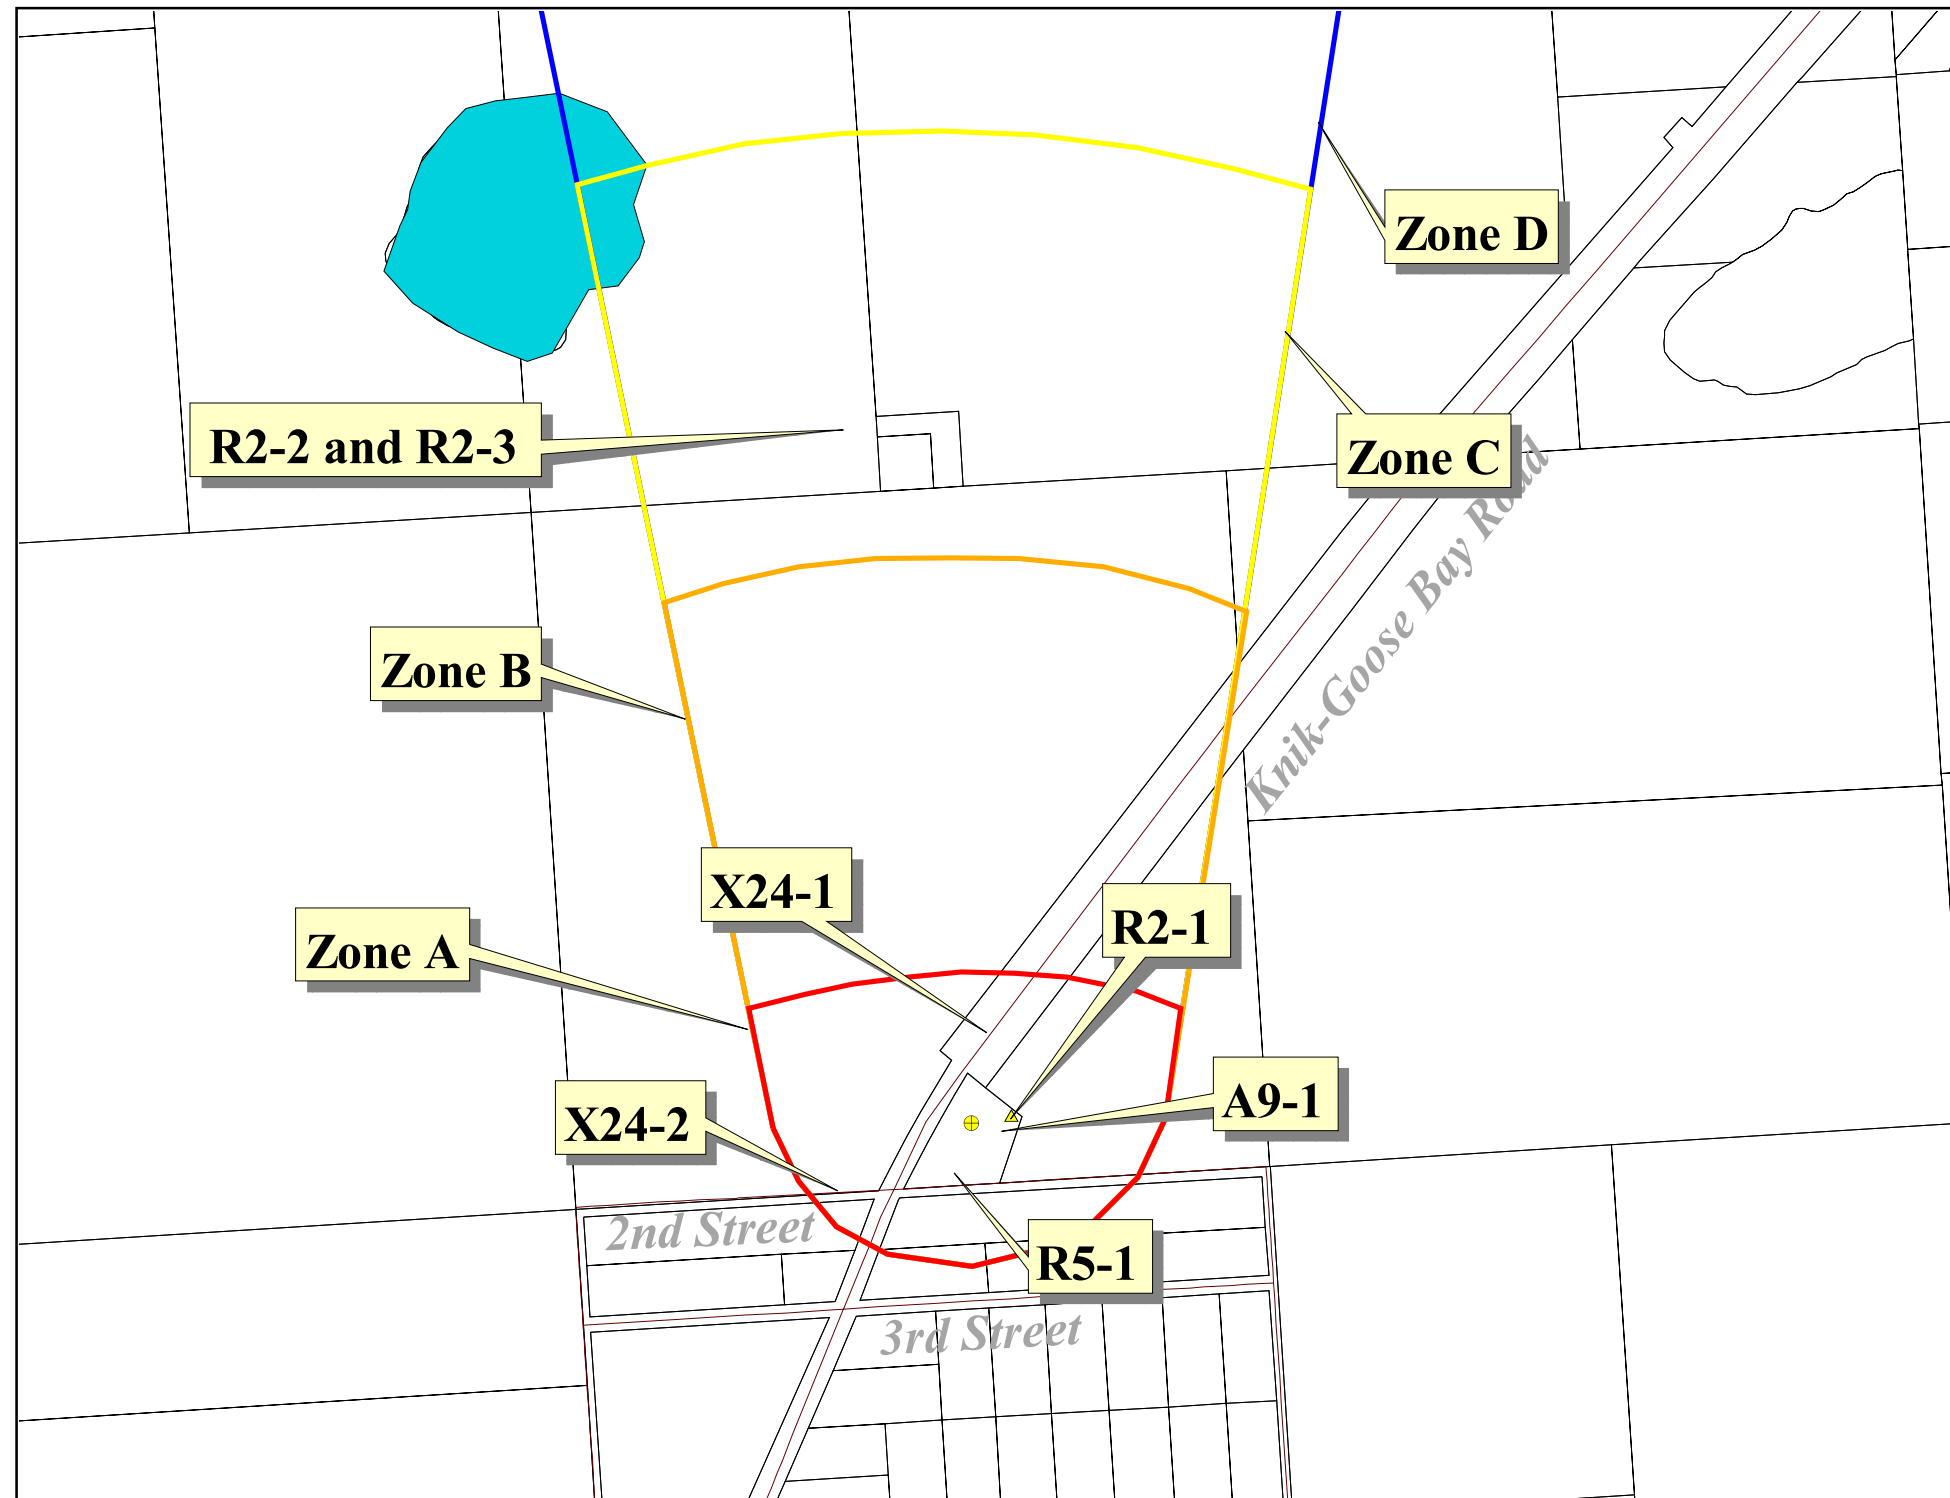 Zone D
R2-2 and R2-3
Zone C
Knik-Goose Bay Road
Zone B
X24-1
R2-1
Zone A
A9-1
X24-2
2nd Street
R5-1
3rd Street